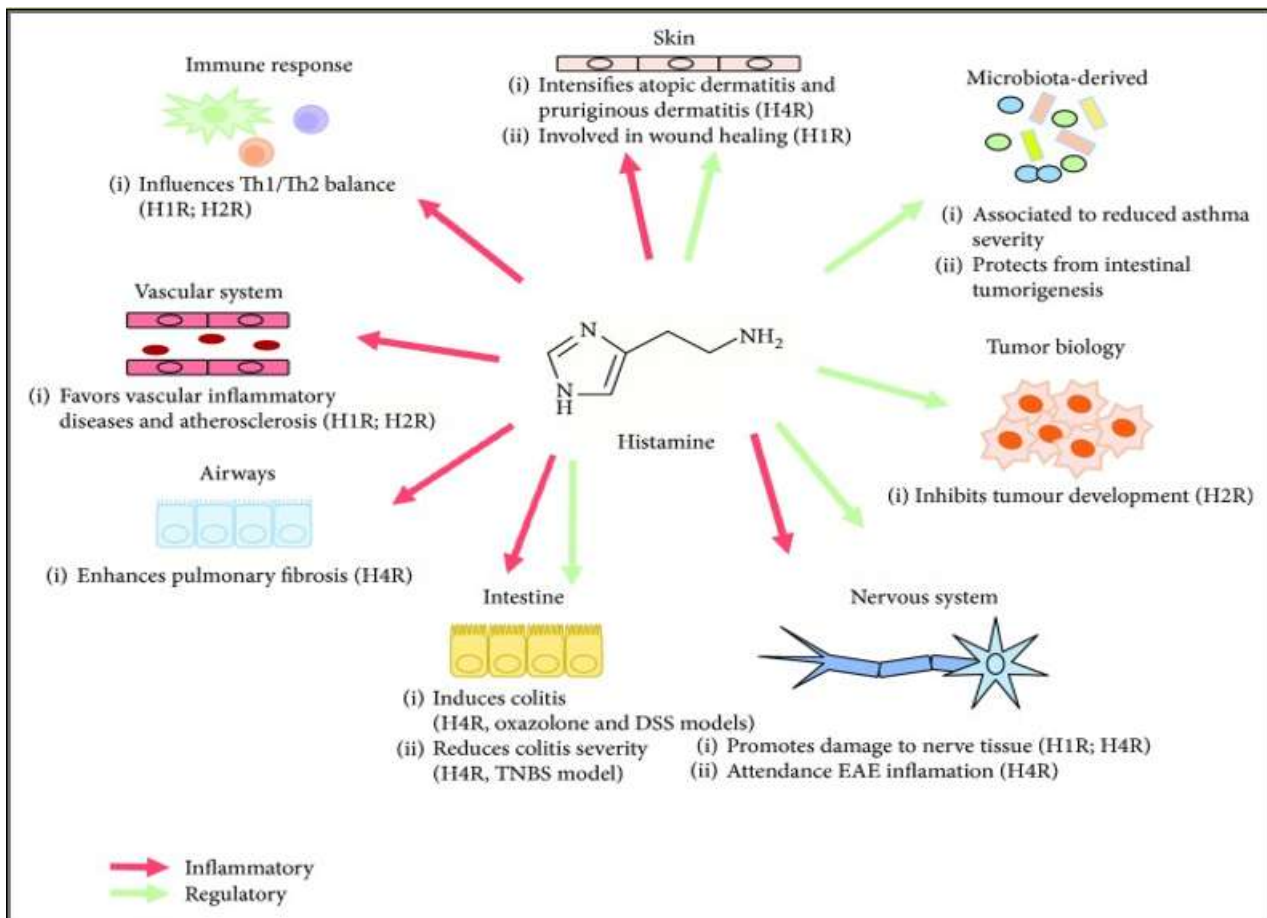 Skin
(i) Intensifies atopic dermatitis and
pruriginous dermatitis (H4R)
(ii) Involved in wound healing (H1R)
Immune response
(i) Influences Th1/Th2 balance
(H1R; H2R)
Microbiota-derived
(i) Associated to reduced asthma
severity
(ii) Protects from intestinal
tumorigenesis
Vascular system
(i) Favors vascular inflammatory
diseases and atherosclerosis (H1R; H2R)
N
NH2
N
H
Histamine
Tumor biology
(i) Inhibits tumour development (H2R)
Airways
(i) Enhances pulmonary fibrosis (H4R)
Intestine
(i) Induces colitis
(H4R, oxazolone and DSS models)
(ii) Reduces colitis severity
(H4R, TNBS model)
Nervous system
(i) Promotes damage to nerve tissue (H1R; H4R)
(ii) Attendance EAE inflamation (H4R)
Inflammatory
Regulatory